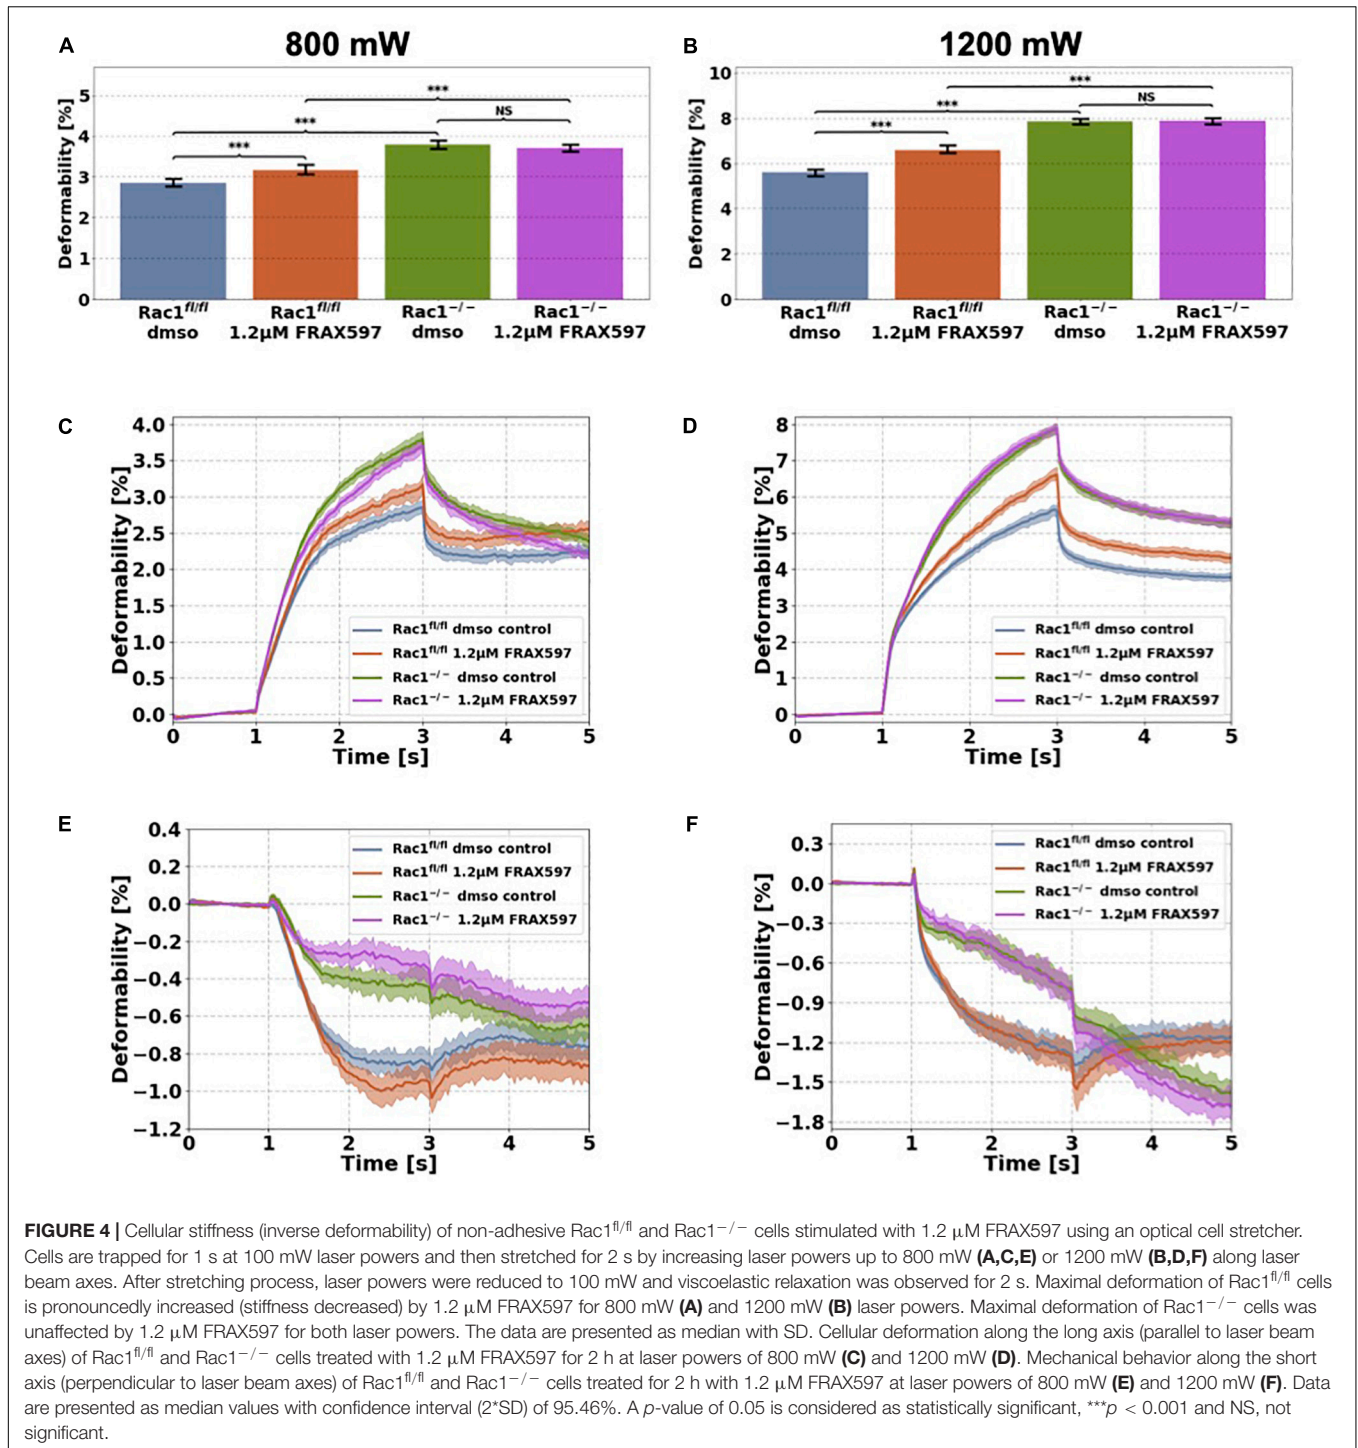 A
800 mW
B
1200 mW
Deformability [%]
5
4
3
2
1
0
***
***
***
NS
Rac1fl/fl
dmso
Rac1fl/fl
1.2μM FRAX597
Rac1−/−
dmso
Rac1−/−
1.2μM FRAX597
Deformability [%]
10
8
6
4
2
0
***
***
***
NS
Rac1fl/fl
dmso
Rac1fl/fl
1.2μM FRAX597
Rac1−/−
dmso
Rac1−/−
1.2μM FRAX597
C
Deformability [%]
4.0
3.5
3.0
2.5
2.0
1.5
1.0
0.5
0.0
Rac1fl/fl dmso control
Rac1fl/fl 1.2μM FRAX597
Rac1−/− dmso control
Rac1−/− 1.2μM FRAX597
0 1 2 3 4 5
Time [s]
D
Deformability [%]
8
7
6
5
4
3
2
1
0
Rac1fl/fl dmso control
Rac1fl/fl 1.2μM FRAX597
Rac1−/− dmso control
Rac1−/− 1.2μM FRAX597
0 1 2 3 4 5
Time [s]
E
Deformability [%]
0.4
0.2
0.0
−0.2
−0.4
−0.6
−0.8
−1.0
−1.2
Rac1fl/fl dmso control
Rac1fl/fl 1.2μM FRAX597
Rac1−/− dmso control
Rac1−/− 1.2μM FRAX597
0 1 2 3 4 5
Time [s]
F
Deformability [%]
0.3
0.0
−0.3
−0.6
−0.9
−1.2
−1.5
−1.8
Rac1fl/fl dmso control
Rac1fl/fl 1.2μM FRAX597
Rac1−/− dmso control
Rac1−/− 1.2μM FRAX597
0 1 2 3 4 5
Time [s]
FIGURE 4 | Cellular stiffness (inverse deformability) of non-adhesive Rac1fl/fl and Rac1−/− cells stimulated with 1.2 μM FRAX597 using an optical cell stretcher.
Cells are trapped for 1 s at 100 mW laser powers and then stretched for 2 s by increasing laser powers up to 800 mW (A,C,E) or 1200 mW (B,D,F) along laser
beam axes. After stretching process, laser powers were reduced to 100 mW and viscoelastic relaxation was observed for 2 s. Maximal deformation of Rac1fl/fl cells
is pronouncedly increased (stiffness decreased) by 1.2 μM FRAX597 for 800 mW (A) and 1200 mW (B) laser powers. Maximal deformation of Rac1−/− cells was
unaffected by 1.2 μM FRAX597 for both laser powers. The data are presented as median with SD. Cellular deformation along the long axis (parallel to laser beam
axes) of Rac1fl/fl and Rac1−/− cells treated with 1.2 μM FRAX597 for 2 h at laser powers of 800 mW (C) and 1200 mW (D). Mechanical behavior along the short
axis (perpendicular to laser beam axes) of Rac1fl/fl and Rac1−/− cells treated for 2 h with 1.2 μM FRAX597 at laser powers of 800 mW (E) and 1200 mW (F). Data
are presented as median values with confidence interval (2*SD) of 95.46%. A p-value of 0.05 is considered as statistically significant, ***p < 0.001 and NS, not
significant.